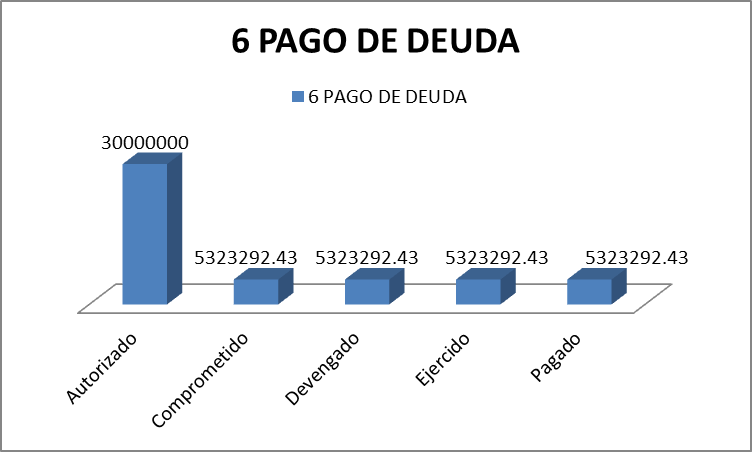 6 PAGO DE DEUDA
6 PAGO DE DEUDA
30000000
5323292.43 5323292.43 5323292.43 5323292.43
Autorizado
Comprometido
Devengado
Ejercido
Pagado